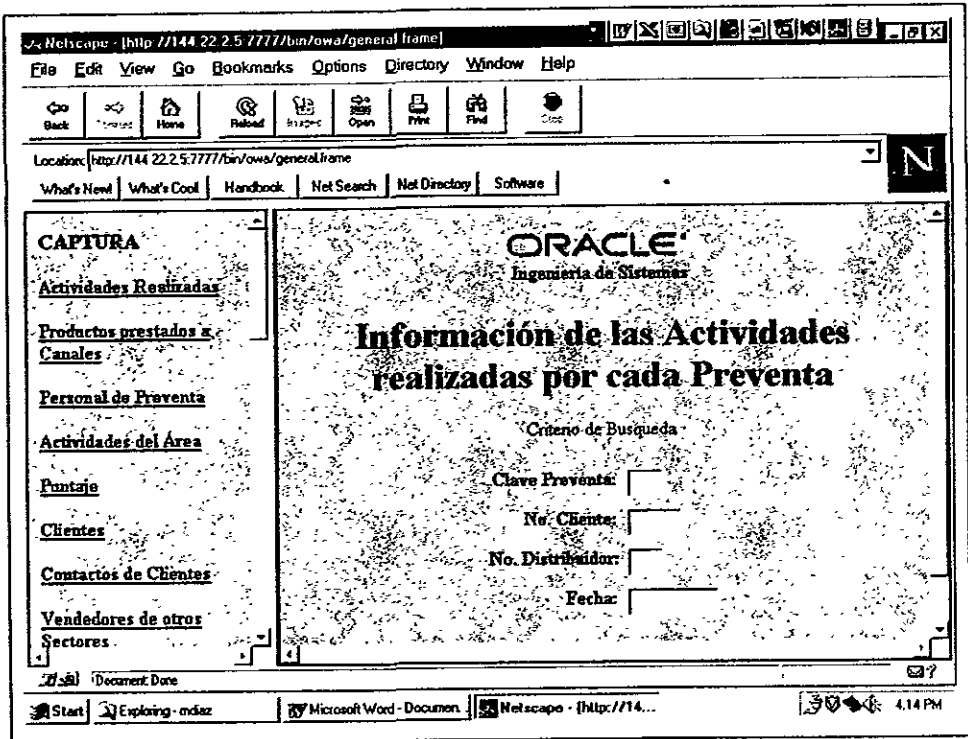 Netscape - [http://144.22.2.5:7777/bin/owa/general.frame]
File Edit View Go Bookmarks Options Directory Window Help
Back Forward Home Reload Images Open Print Find Stop
Location: http://144.22.2.5:7777/bin/owa/general.frame
What's New! What's Cool Handbook Net Search Net Directory Software
N
CAPTURA
Actividades Realizadas
Productos prestados a
Canales
Personal de Preventa
Actividades del Área
Puntaje
Clientes
Contactos de Clientes
Vendedores de otros
Sectores
ORACLE
Ingeniería de Sistemas
Información de las Actividades
realizadas por cada Preventa
Criterio de Busqueda
Clave Preventa:
No. Cliente:
No. Distribuidor:
Fecha:
Document: Done
Start Exploring - mdiaz Microsoft Word - Documen... Netscape - [http://14... 4:14 PM